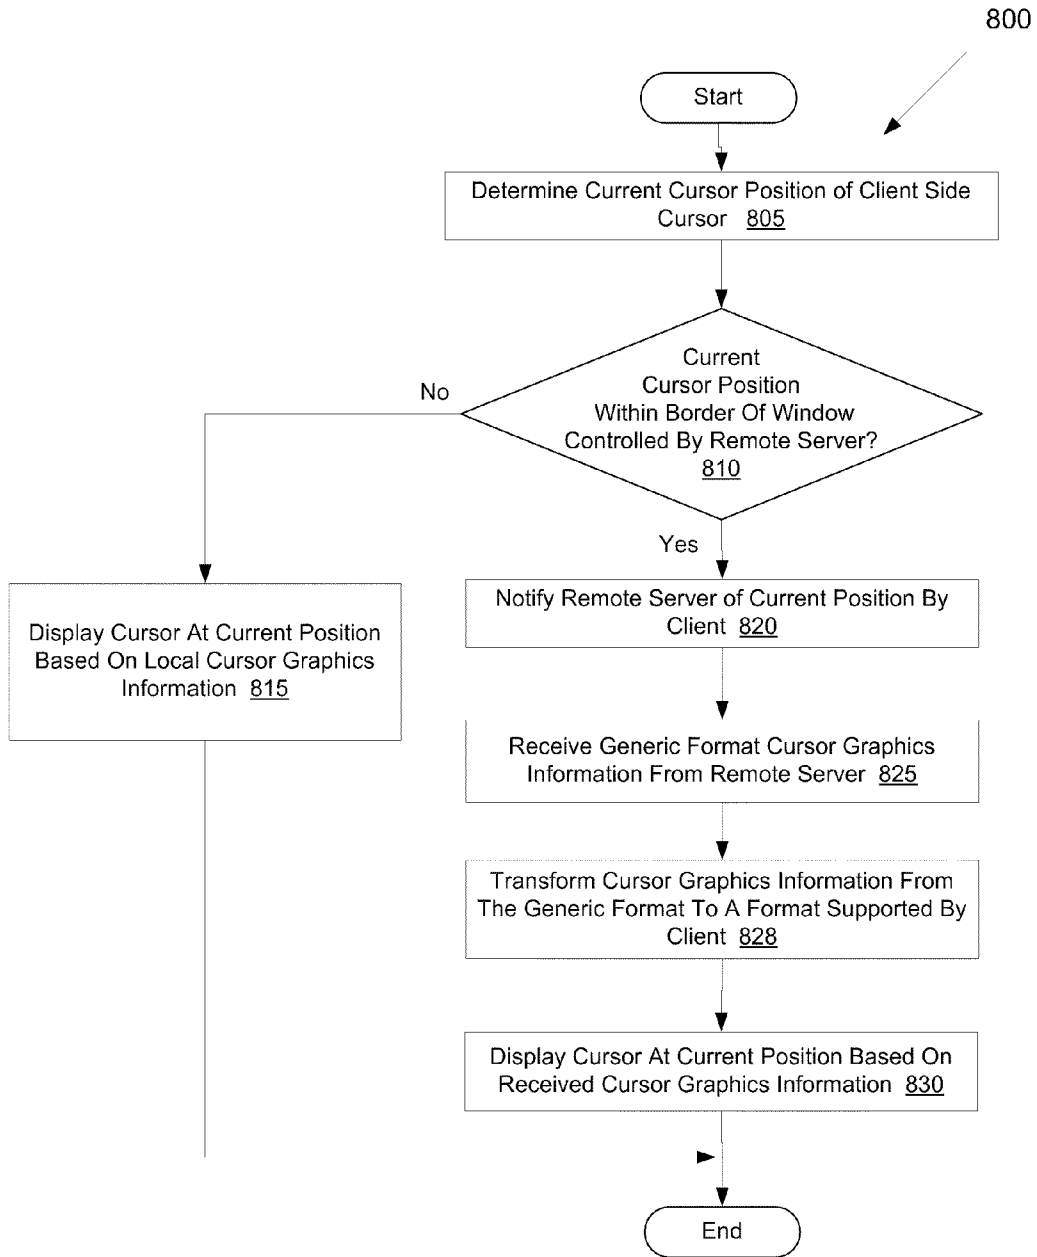 800
Start
Determine Current Cursor Position of Client Side
Cursor 805
Current
Cursor Position
Within Border Of Window
Controlled By Remote Server?
810
No
Yes
Notify Remote Server of Current Position By
Client 820
Display Cursor At Current Position
Based On Local Cursor Graphics
Information 815
Receive Generic Format Cursor Graphics
Information From Remote Server 825
Transform Cursor Graphics Information From
The Generic Format To A Format Supported By
Client 828
Display Cursor At Current Position Based On
Received Cursor Graphics Information 830
End